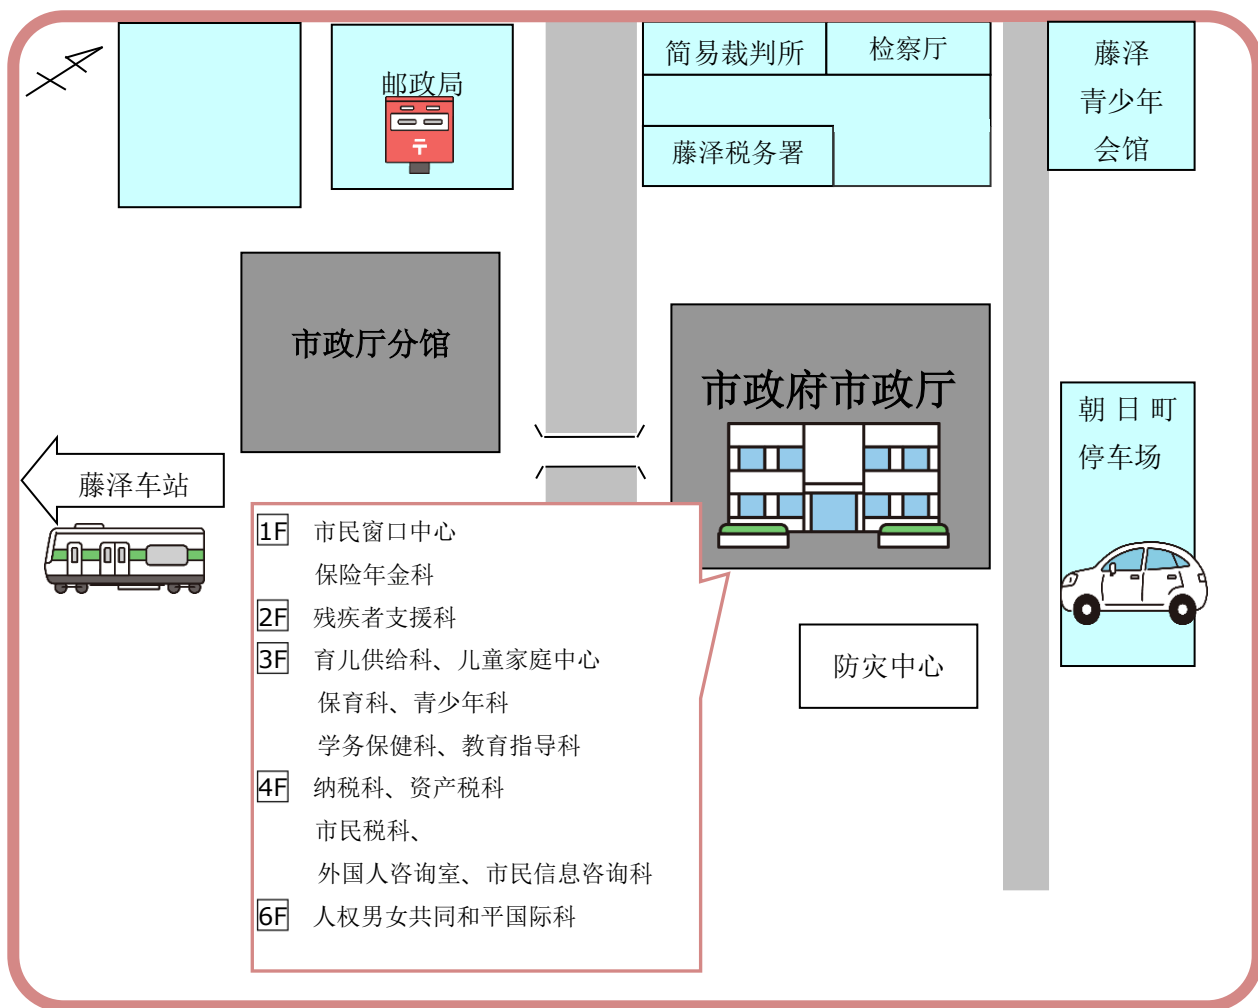 邮政局
〒
简易裁判所
检察厅
藤泽税务署
藤泽
青少年
会馆
市政厅分馆
市政府市政厅
朝日町
停车场
藤泽车站
1F 市民窗口中心
保险年金科
2F 残疾者支援科
3F 育儿供给科、儿童家庭中心
保育科、青少年科
学务保健科、教育指导科
4F 纳税科、资产税科
市民税科、
外国人咨询室、市民信息咨询科
6F 人权男女共同和平国际科
防灾中心